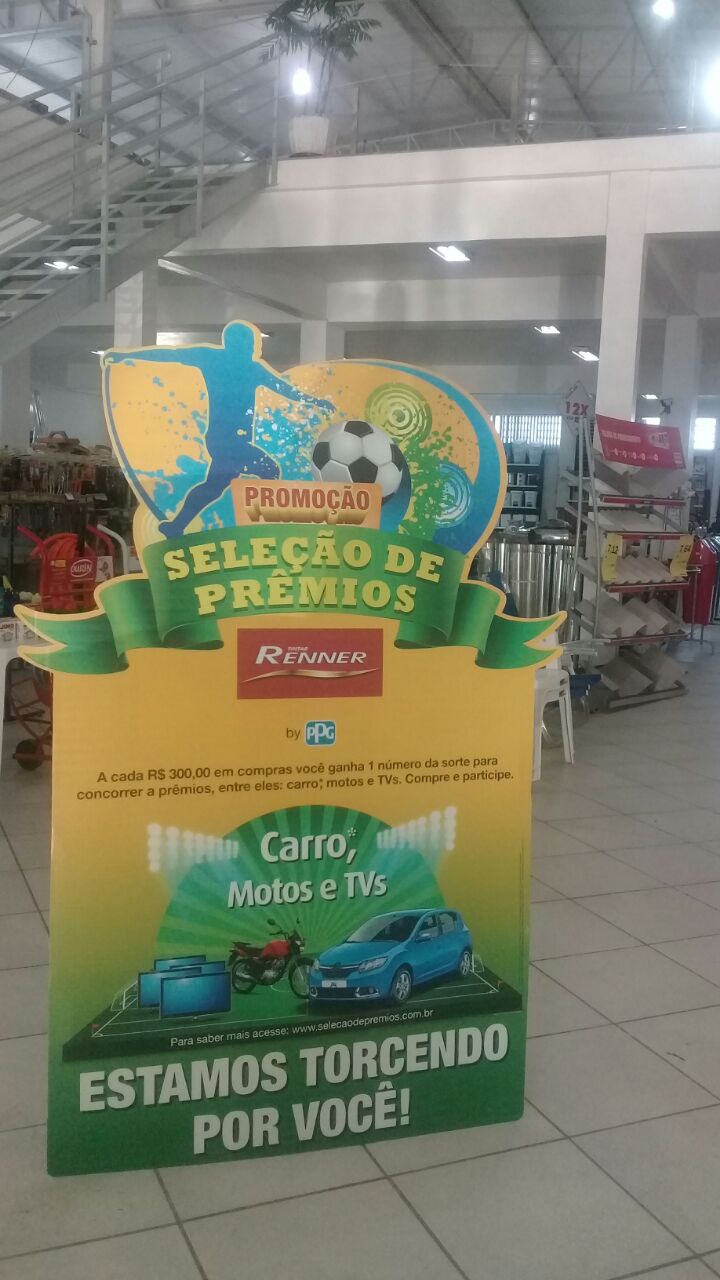 PROMOÇÃO
SELEÇÃO DE
PRÊMIOS
TINTAS
RENNER
by PPG
A cada R$ 300,00 em compras você ganha 1 número da sorte para
concorrer a prêmios, entre eles: carro*, motos e TVs. Compre e participe.
Carro*,
Motos e TVs
Para saber mais acesse: www.selecaodepremios.com.br
ESTAMOS TORCENDO
POR VOCÊ!
12X